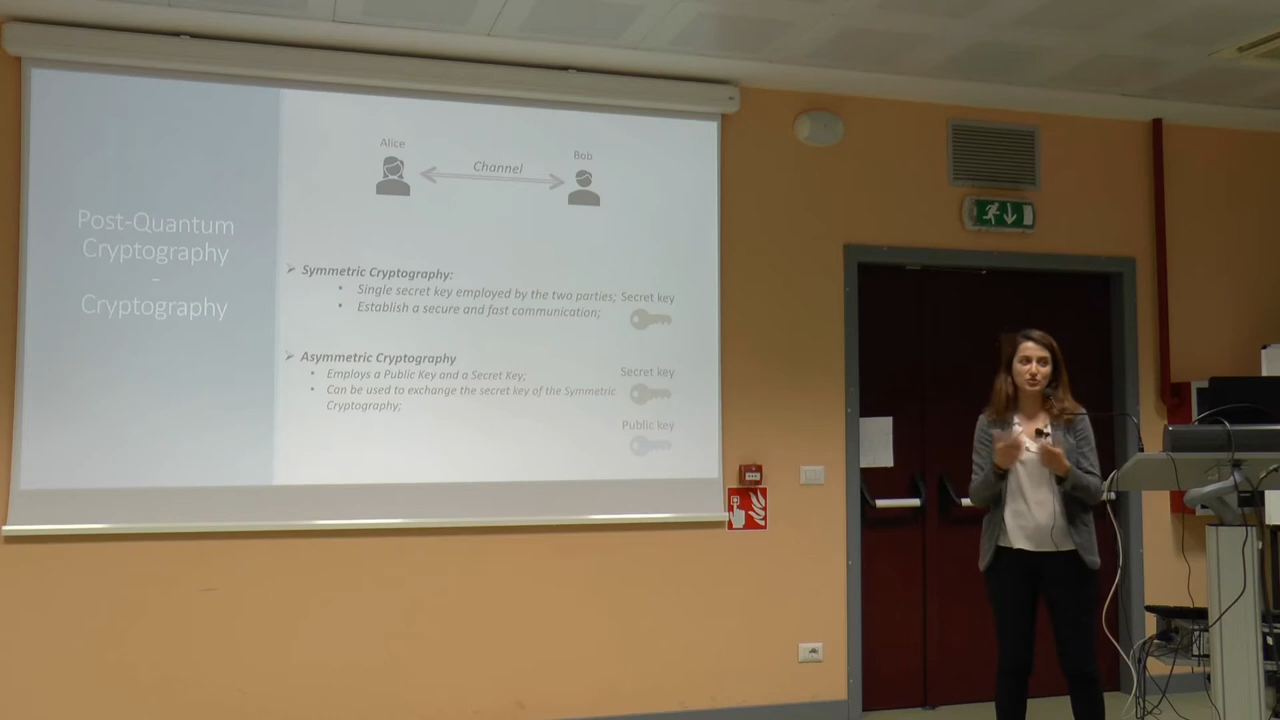 Alice
Bob
Channel
Post-Quantum
Cryptography
-
Cryptography
➢ Symmetric Cryptography:
• Single secret key employed by the two parties;
• Establish a secure and fast communication;
Secret key
➢ Asymmetric Cryptography
• Employs a Public Key and a Secret Key;
• Can be used to exchange the secret key of the Symmetric
Cryptography;
Secret key
Public key